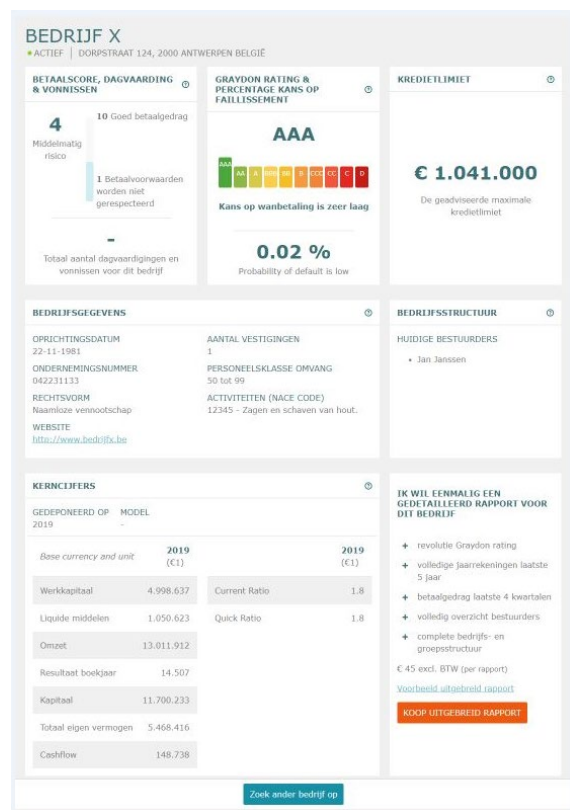 BEDRIJF X
ACTIEF | DORPSTRAAT 124, 2000 ANTWERPEN BELGIË
BETAALSCORE, DAGVAARDING
& VONNISSEN
4
Middelmatig
risico
10 Goed betaalgedrag
1 Betaalvoorwaarden
worden niet
gerespecteerd
-
Totaal aantal dagvaardigingen en
vonnissen voor dit bedrijf
GRAYDON RATING &
PERCENTAGE KANS OP
FAILLISSEMENT
AAA
AAA AA A BBB BB B CCC CC C D
Kans op wanbetaling is zeer laag
0.02 %
Probability of default is low
KREDIETLIMIET
€ 1.041.000
De geadviseerde maximale
kredietlimiet
BEDRIJFSGEGEVENS
OPRICHTINGSDATUM
22-11-1981
ONDERNEMINGSNUMMER
042231133
RECHTSVORM
Naamloze vennootschap
WEBSITE
http://www.bedrijfx.be
AANTAL VESTIGINGEN
1
PERSONEELSKLASSE OMVANG
50 tot 99
ACTIVITEITEN (NACE CODE)
12345 - Zagen en schaven van hout.
BEDRIJFSSTRUCTUUR
HUIDIGE BESTUURDERS
• Jan Janssen
KERNCIJFERS
GEDEPONEERD OP MODEL
2019 -
Base currency and unit 2019 2019
(€1) (€1)
Werkkapitaal 4.998.637 Current Ratio 1.8
Liquide middelen 1.050.623 Quick Ratio 1.8
Omzet 13.011.912
Resultaat boekjaar 14.507
Kapitaal 11.700.233
Totaal eigen vermogen 5.468.416
Cashflow 148.738
IK WIL EENMALIG EEN
GEDETAILLEERD RAPPORT VOOR
DIT BEDRIJF
+ revolutie Graydon rating
+ volledige jaarrekeningen laatste
5 jaar
+ betaalgedrag laatste 4 kwartalen
+ volledig overzicht bestuurders
+ complete bedrijfs- en
groepsstructuur
€ 45 excl. BTW (per rapport)
Voorbeeld uitgebreid rapport
KOOP UITGEBREID RAPPORT
Zoek ander bedrijf op